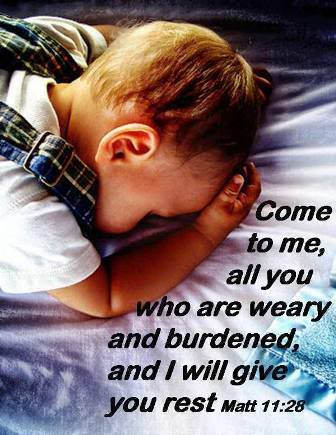 Come
to me,
all you
who are weary
and burdened,
and I will give
you rest Matt 11:28